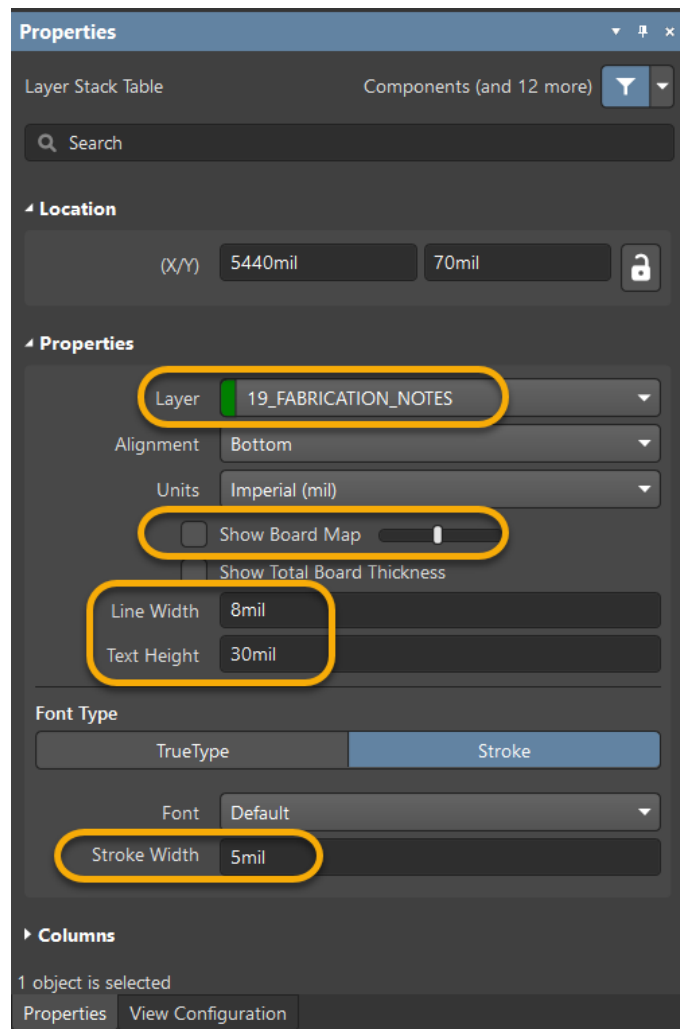 Properties
Layer Stack Table Components (and 12 more)
Search
Location
(X/Y) 5440mil 70mil
Properties
Layer 19_FABRICATION_NOTES
Alignment Bottom
Units Imperial (mil)
Show Board Map
Show Total Board Thickness
Line Width 8mil
Text Height 30mil
Font Type
TrueType Stroke
Font Default
Stroke Width 5mil
Columns
1 object is selected
Properties View Configuration